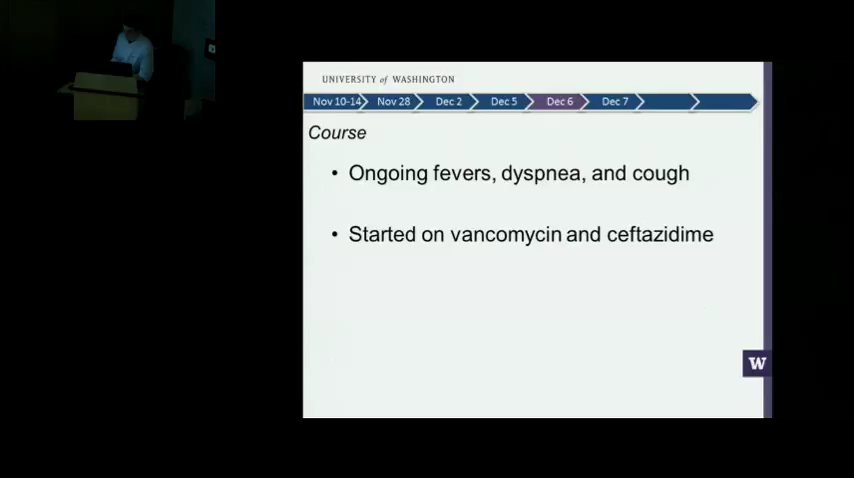 UNIVERSITY of WASHINGTON
Nov 10-14 Nov 28 Dec 2 Dec 5 Dec 6 Dec 7
Course
• Ongoing fevers, dyspnea, and cough
• Started on vancomycin and ceftazidime
W